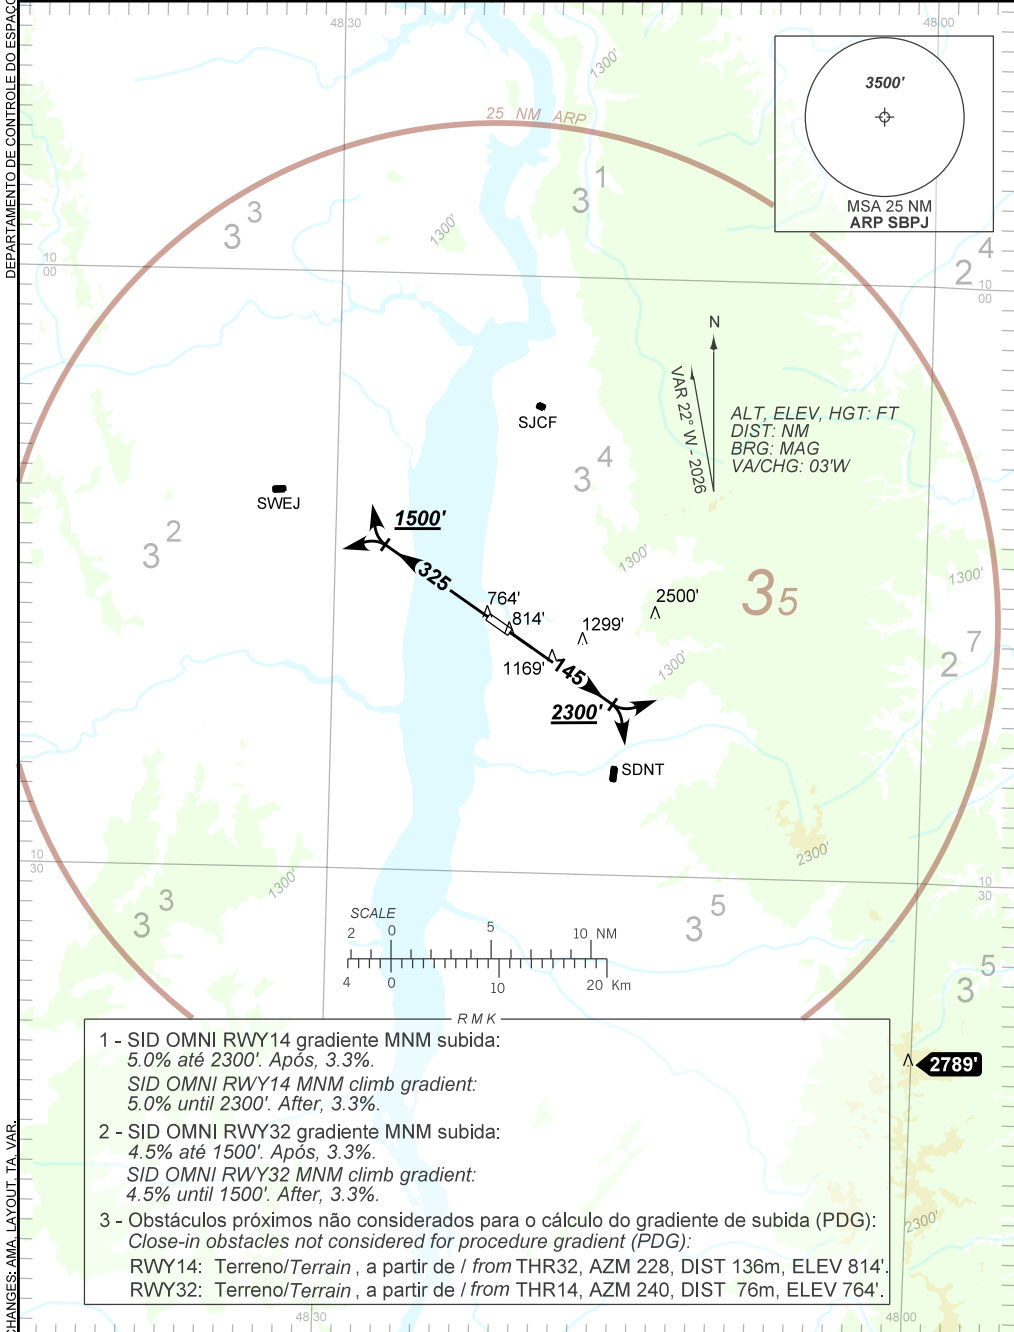 DEPARTAMENTO DE CONTROLE DO ESPAÇO
48 30
48 00
25 NM ARP
1300'
3500'
MSA 25 NM
ARP SBPJ
3 1
3 3
1300'
2 4
10 00
10 00
N
VAR 22° W - 2026
ALT, ELEV, HGT: FT
DIST: NM
BRG: MAG
VA/CHG: 03'W
SJCF
3 4
SWEJ
1500'
3 2
325
1300'
1300'
35
764'
814'
2500'
1299'
1169'
145
1300'
2 7
2300'
SDNT
2300'
10 30
10 30
1300'
3 3
3 5
3 5
SCALE
2 0 5 10 NM
4 0 10 20 Km
2789'
2300'
RMK
1 - SID OMNI RWY14 gradiente MNM subida:
5.0% até 2300'. Após, 3.3%.
SID OMNI RWY14 MNM climb gradient:
5.0% until 2300'. After, 3.3%.
2 - SID OMNI RWY32 gradiente MNM subida:
4.5% até 1500'. Após, 3.3%.
SID OMNI RWY32 MNM climb gradient:
4.5% until 1500'. After, 3.3%.
3 - Obstáculos próximos não considerados para o cálculo do gradiente de subida (PDG):
Close-in obstacles not considered for procedure gradient (PDG):
RWY14: Terreno/Terrain, a partir de / from THR32, AZM 228, DIST 136m, ELEV 814'.
RWY32: Terreno/Terrain, a partir de / from THR14, AZM 240, DIST 76m, ELEV 764'.
CHANGES: AMA, LAYOUT, TA, VAR.
48 30
48 00